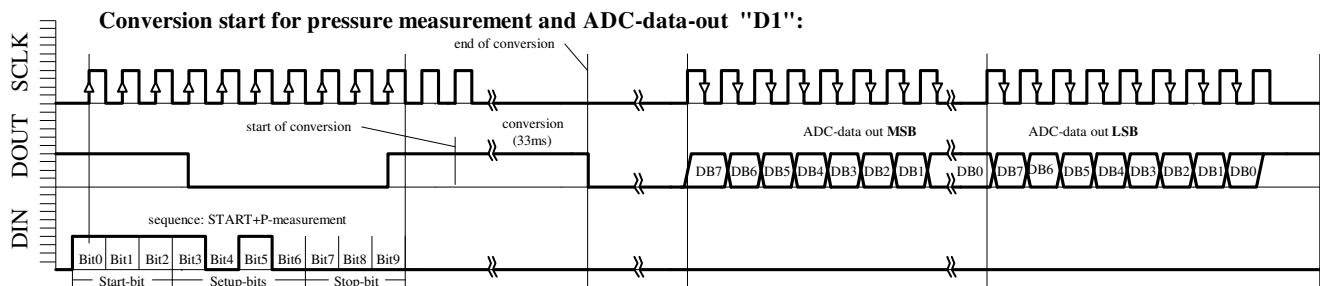 Conversion start for pressure measurement and ADC-data-out "D1":
end of conversion
SCLK
start of conversion
conversion
(33ms)
ADC-data out MSB
ADC-data out LSB
DOUT
DB7 DB6 DB5 DB4 DB3 DB2 DB1 DB0 DB7 DB6 DB5 DB4 DB3 DB2 DB1 DB0
sequence: START+P-measurement
DIN
Bit0 Bit1 Bit2 Bit3 Bit4 Bit5 Bit6 Bit7 Bit8 Bit9
Start-bit Setup-bits Stop-bit